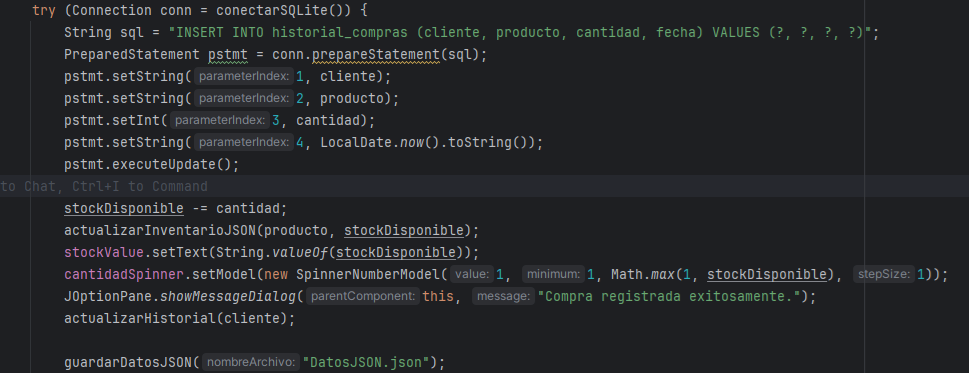 try (Connection conn = conectarSQLite()) {
String sql = "INSERT INTO historial_compras (cliente, producto, cantidad, fecha) VALUES (?, ?, ?, ?)";
PreparedStatement pstmt = conn.prepareStatement(sql);
pstmt.setString( parameterIndex: 1, cliente);
pstmt.setString( parameterIndex: 2, producto);
pstmt.setInt( parameterIndex: 3, cantidad);
pstmt.setString( parameterIndex: 4, LocalDate.now().toString());
pstmt.executeUpdate();
to Chat, Ctrl+I to Command
stockDisponible -= cantidad;
actualizarInventarioJSON(producto, stockDisponible);
stockValue.setText(String.valueOf(stockDisponible));
cantidadSpinner.setModel(new SpinnerNumberModel( value: 1, minimum: 1, Math.max(1, stockDisponible), stepSize: 1));
JOptionPane.showMessageDialog( parentComponent: this, message: "Compra registrada exitosamente.");
actualizarHistorial(cliente);
guardarDatosJSON( nombreArchivo: "DatosJSON.json");